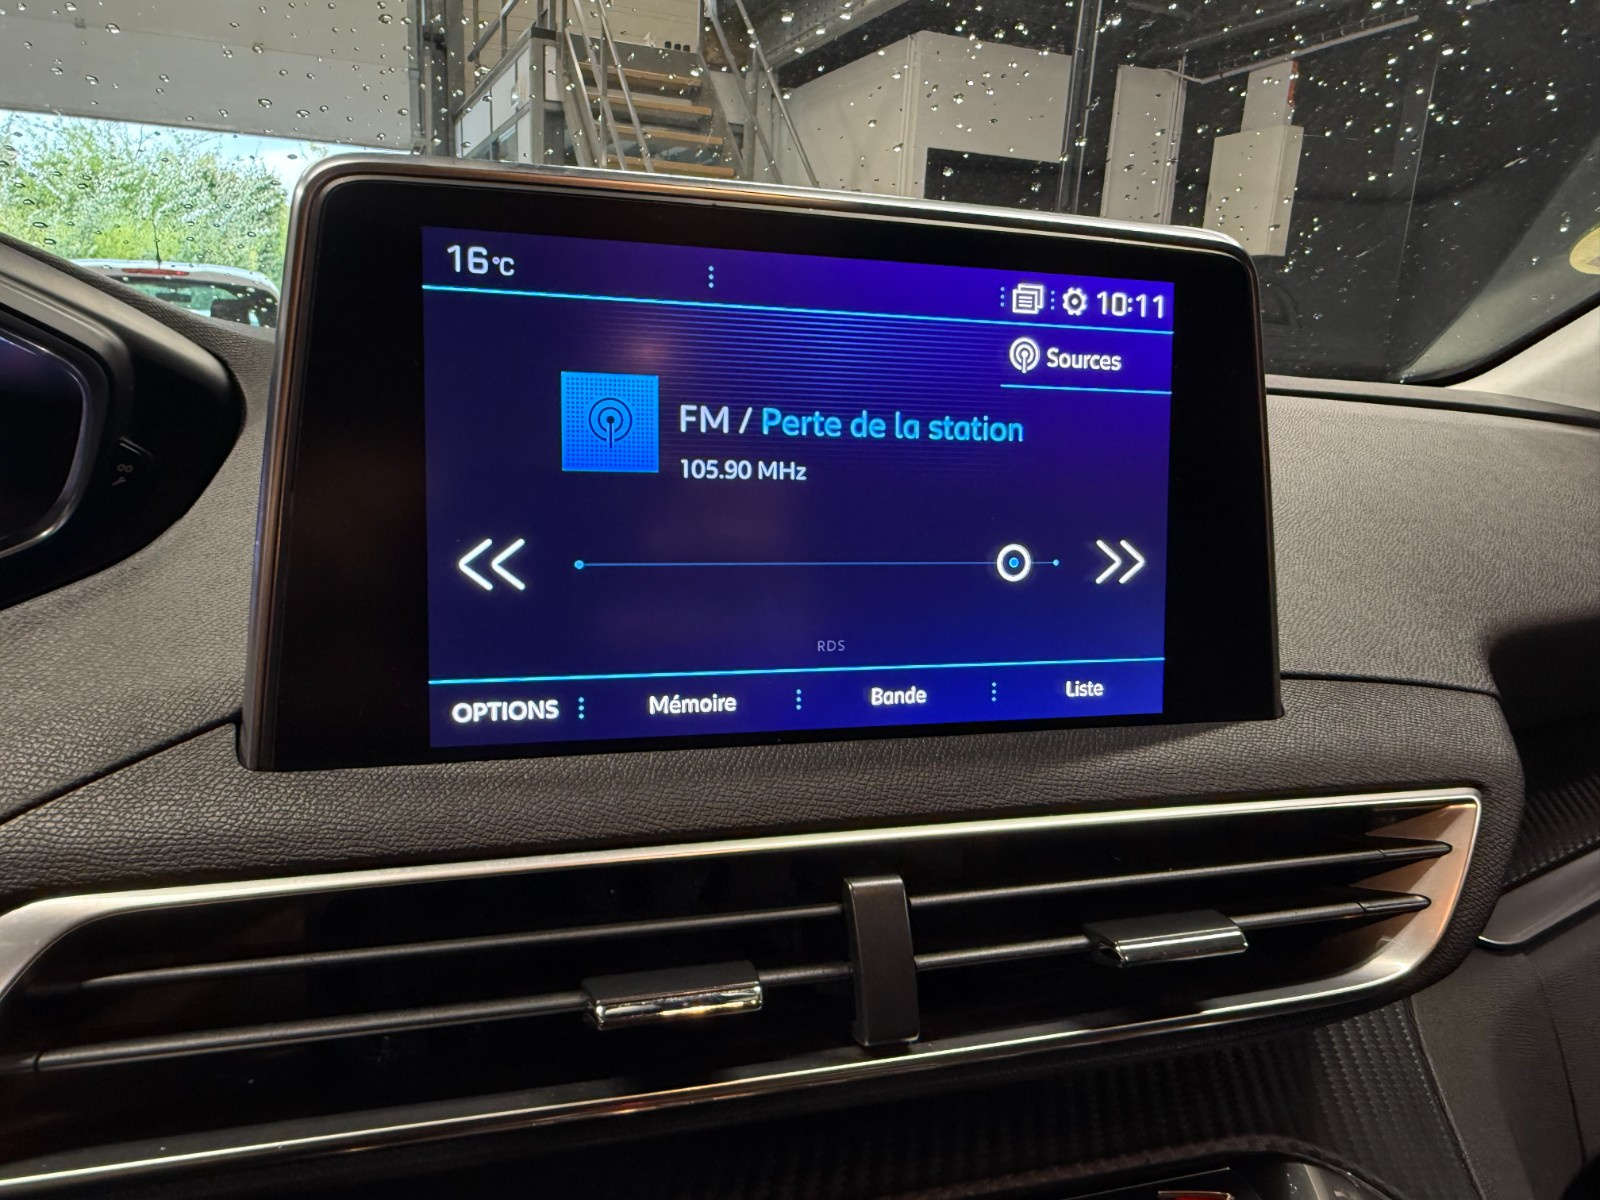 16°C
10:11
Sources
FM / Perte de la station
105.90 MHz
RDS
OPTIONS
Mémoire
Bande
Liste